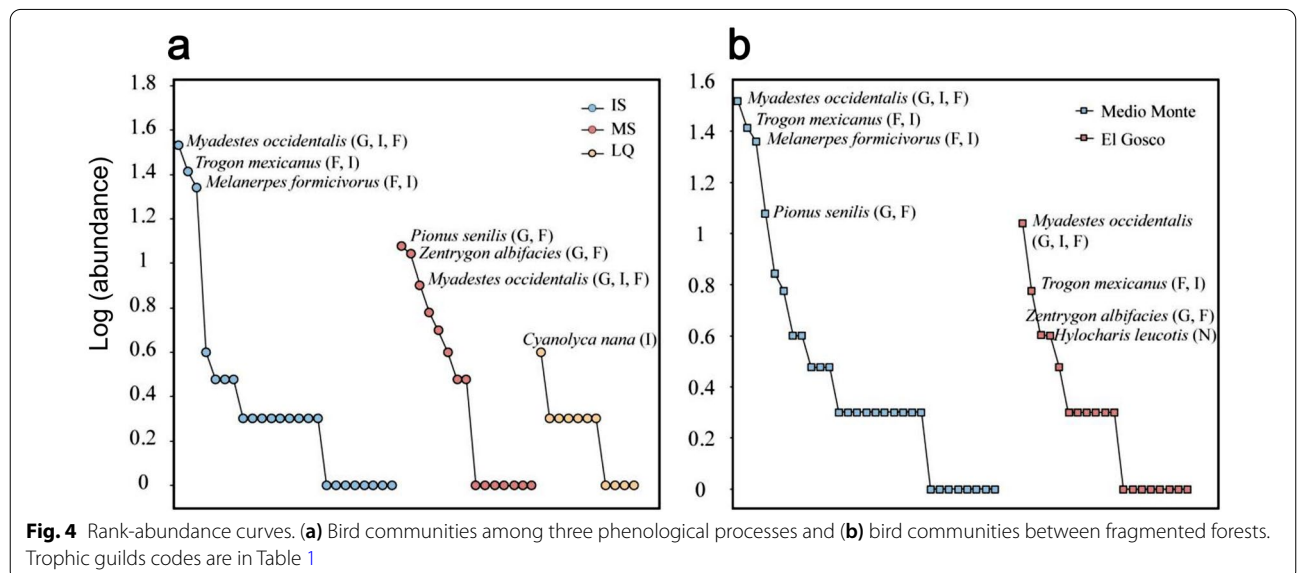 a
b
1.8
1.6
1.4
1.2
1
0.8
0.6
0.4
0.2
0
Log (abundance)
IS
MS
LQ
Myadestes occidentalis (G, I, F)
Trogon mexicanus (F, I)
Melanerpes formicivorus (F, I)
Pionus senilis (G, F)
Zentrygon albifacies (G, F)
Myadestes occidentalis (G, I, F)
Cyanolyca nana (I)
1.6
1.4
1.2
1
0.8
0.6
0.4
0.2
0
Medio Monte
El Gosco
Myadestes occidentalis (G, I, F)
Trogon mexicanus (F, I)
Melanerpes formicivorus (F, I)
Pionus senilis (G, F)
Myadestes occidentalis
(G, I, F)
Trogon mexicanus (F, I)
Zentrygon albifacies (G, F)
Hylocharis leucotis (N)
Fig. 4 Rank-abundance curves. (a) Bird communities among three phenological processes and (b) bird communities between fragmented forests.
Trophic guilds codes are in Table 1